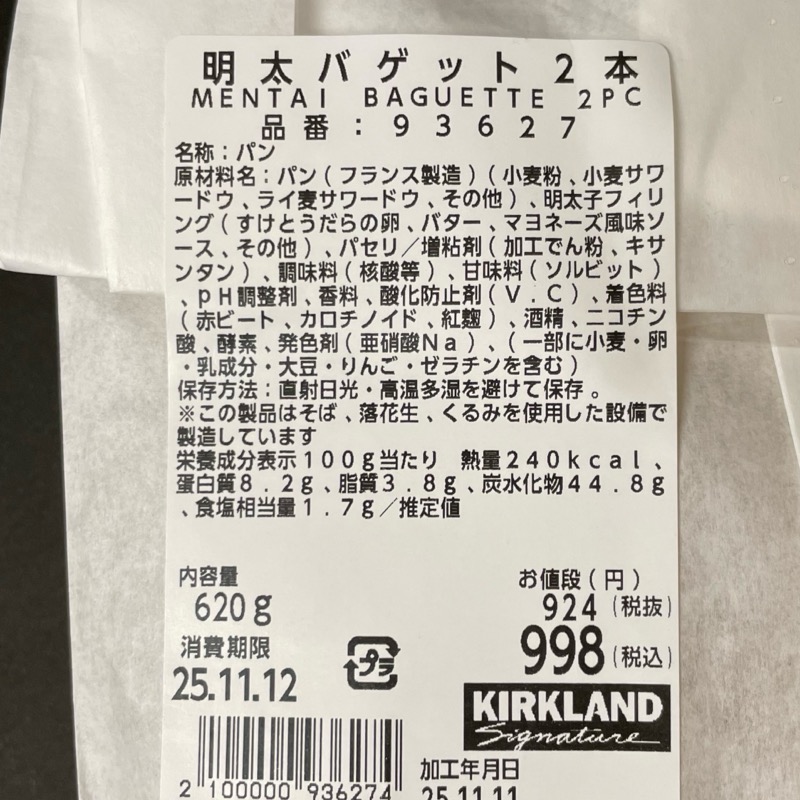 明太バゲット2本
MENTAI BAGUETTE 2PC
品番：93627
名称：パン
原材料名：パン（フランス製造）（小麦粉、小麦サワ
ードウ、ライ麦サワードウ、その他）、明太子フィリ
ング（すけとうだらの卵、バター、マヨネーズ風味ソ
ース、その他）、パセリ／増粘剤（加工でん粉、キサ
ンタン）、調味料（核酸等）、甘味料（ソルビット）
、pH調整剤、香料、酸化防止剤（V．C）、着色料
（赤ビート、カロチノイド、紅麹）、酒精、ニコチン
酸、酵素、発色剤（亜硝酸Na）、（一部に小麦・卵
・乳成分・大豆・りんご・ゼラチンを含む）
保存方法：直射日光・高温多湿を避けて保存。
※この製品はそば、落花生、くるみを使用した設備で
製造しています
栄養成分表示100g当たり 熱量240kcal、
蛋白質8．2g、脂質3．8g、炭水化物44．8g
、食塩相当量1．7g／推定値
内容量
620g
お値段（円）
924（税抜）
998（税込）
消費期限
25.11.12
プラ
KIRKLAND
Signature
2 100000 936274
加工年月日
25.11.11